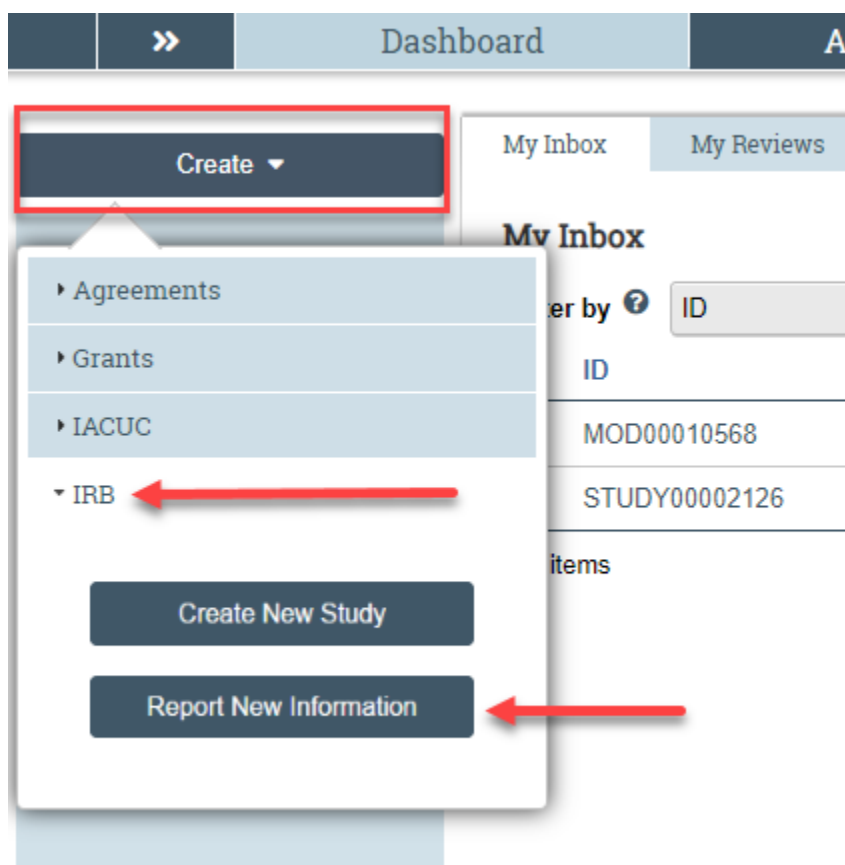 Dashboard
A
Create
My Inbox
My Reviews
My Inbox
Agreements
Grants
IACUC
IRB
Create New Study
Report New Information
ter by
ID
ID
MOD00010568
STUDY00002126
items